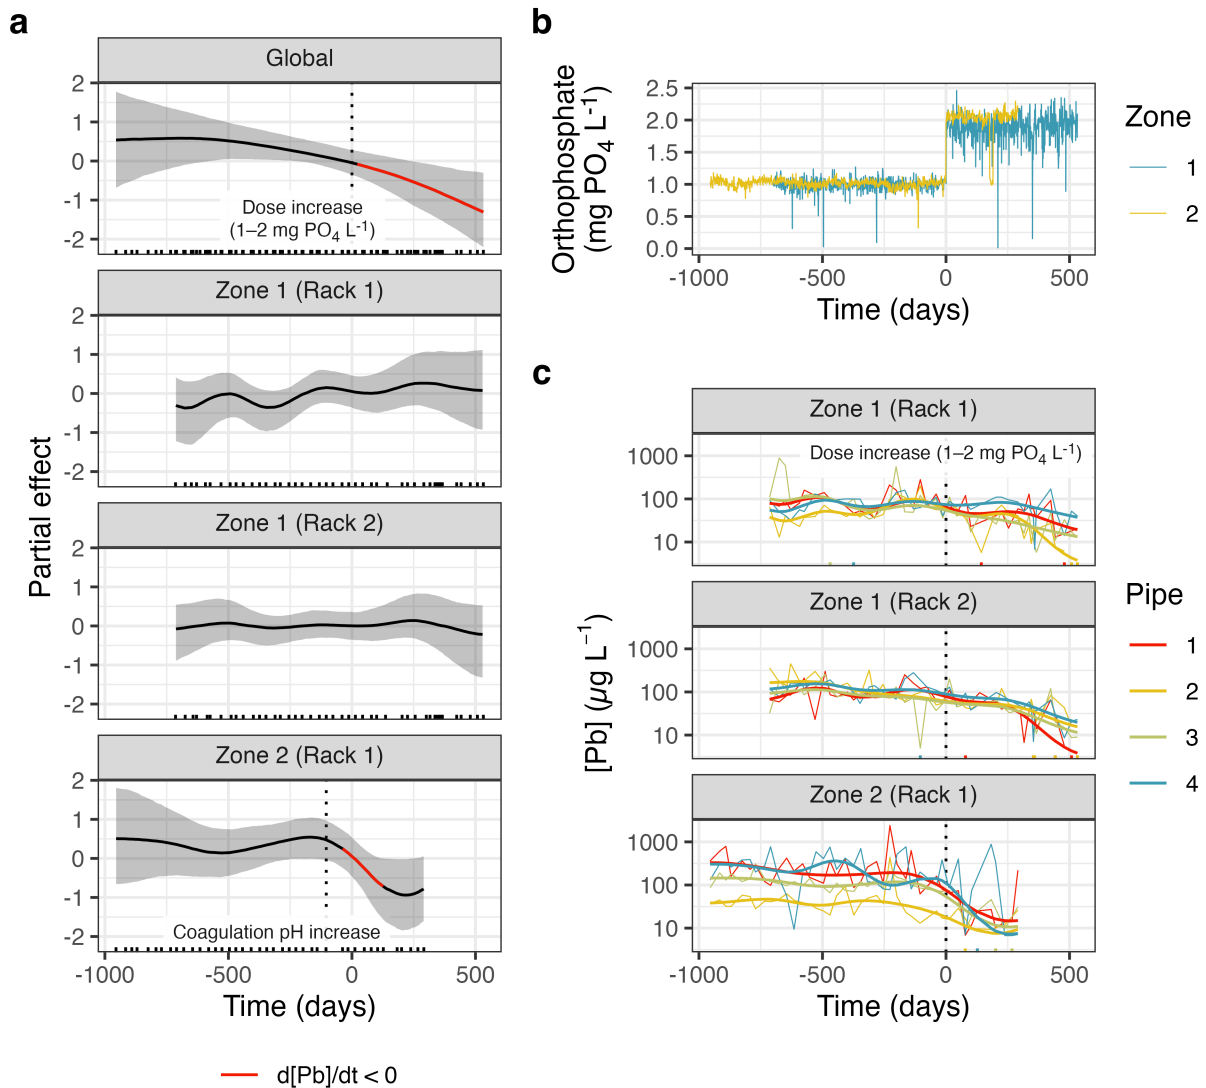 a
Global
2
1
0
-1
-2
Dose increase
(1–2 mg PO4 L-1)
Zone 1 (Rack 1)
2
1
0
-1
-2
Zone 1 (Rack 2)
2
1
0
-1
-2
Zone 2 (Rack 1)
2
1
0
-1
-2
Coagulation pH increase
-1000 -500 0 500
Time (days)
Partial effect
d[Pb]/dt < 0
b
Orthophosphate
(mg PO4 L-1)
2.5
2.0
1.5
1.0
0.5
0.0
-1000 -500 0 500
Time (days)
Zone
1
2
c
Zone 1 (Rack 1)
Dose increase (1–2 mg PO4 L-1)
1000
100
10
Zone 1 (Rack 2)
1000
100
10
Zone 2 (Rack 1)
1000
100
10
-1000 -500 0 500
Time (days)
[Pb] (µg L−1)
Pipe
1
2
3
4